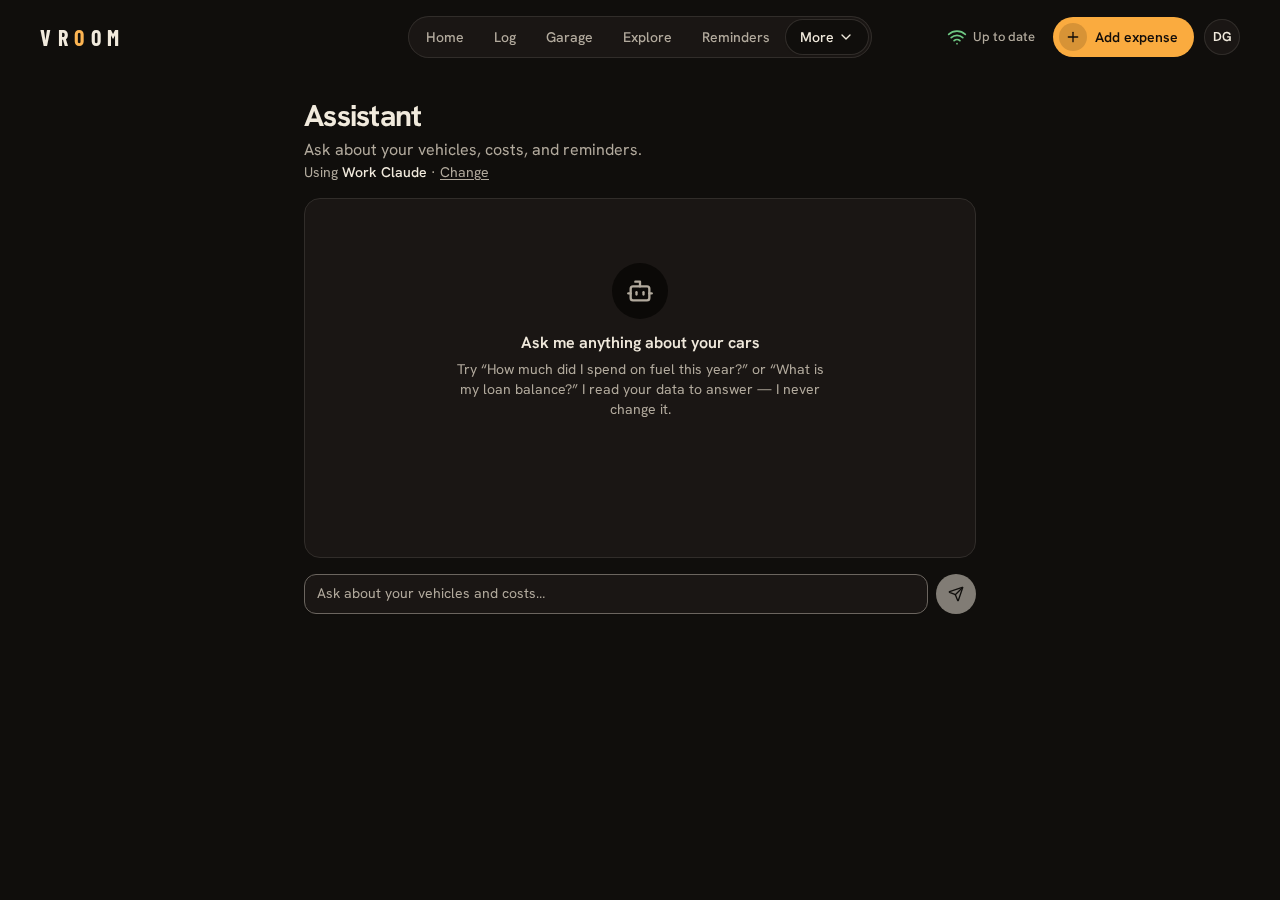 VROOM
Home Log Garage Explore Reminders More
Up to date
Add expense
DG
Assistant
Ask about your vehicles, costs, and reminders.
Using Work Claude · Change
Ask me anything about your cars
Try “How much did I spend on fuel this year?” or “What is
my loan balance?” I read your data to answer — I never
change it.
Ask about your vehicles and costs...